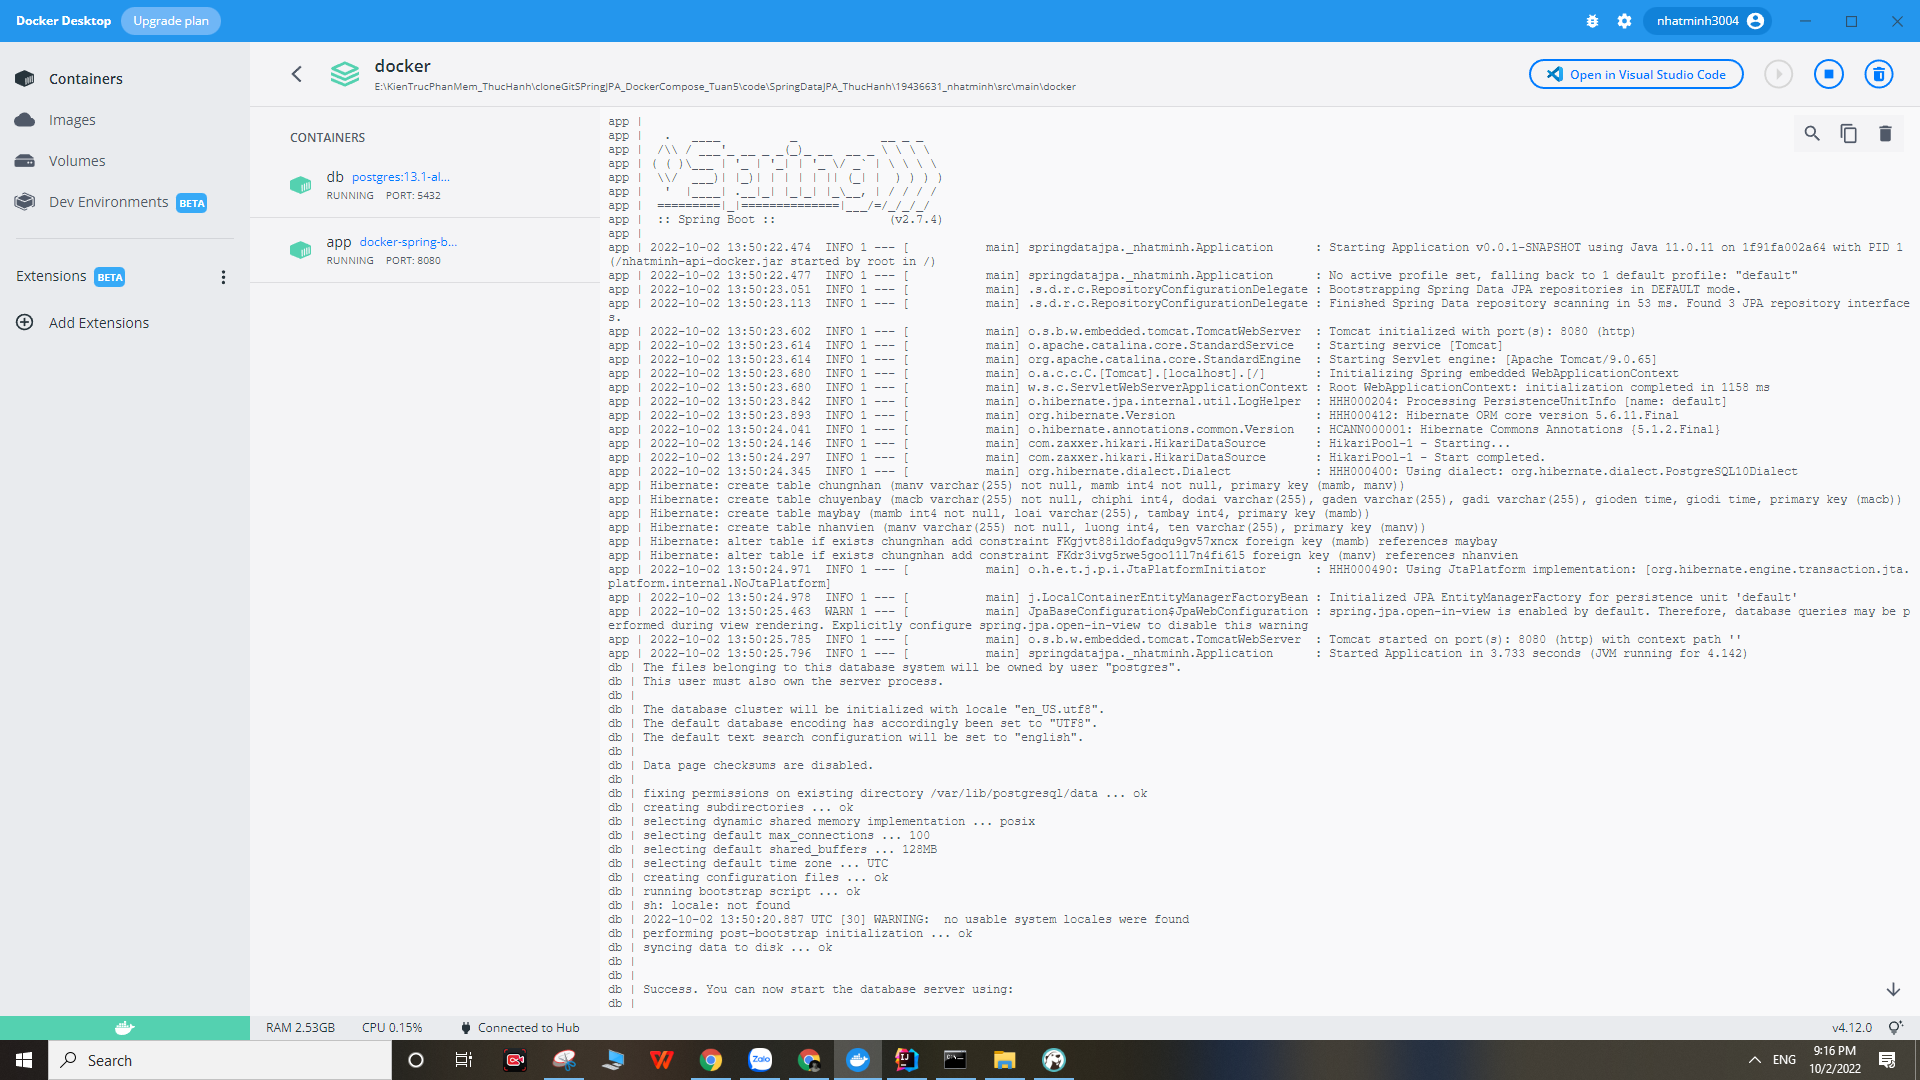 Docker Desktop Upgrade plan nhatminh3004
Containers
Images
Volumes
Dev Environments BETA
Extensions BETA
Add Extensions
docker
E:\KienTrucPhanMem_ThucHanh\cloneGitSPringJPA_DockerCompose_Tuan5\code\SpringDataJPA_ThucHanh\19436631_nhatminh\src\main\docker
Open in Visual Studio Code
CONTAINERS
db postgres:13.1-al...
RUNNING PORT: 5432
app docker-spring-b...
RUNNING PORT: 8080
app |
app |   .   ____          _            __ _ _
app |  /\\ / ___'_ __ _ _(_)_ __  __ _ \ \ \ \
app | ( ( )\___ | '_ | '_| | '_ \/ _` | \ \ \ \
app |  \\/  ___)| |_)| | | | | || (_| |  ) ) ) )
app |   '  |____| .__|_| |_|_| |_\__, | / / / /
app |  =========|_|==============|___/=/_/_/_/
app |  :: Spring Boot ::                (v2.7.4)
app |
app | 2022-10-02 13:50:22.474  INFO 1 --- [           main] springdatajpa._nhatminh.Application      : Starting Application v0.0.1-SNAPSHOT using Java 11.0.11 on 1f91fa002a64 with PID 1
(/nhatminh-api-docker.jar started by root in /)
app | 2022-10-02 13:50:22.477  INFO 1 --- [           main] springdatajpa._nhatminh.Application      : No active profile set, falling back to 1 default profile: "default"
app | 2022-10-02 13:50:23.051  INFO 1 --- [           main] .s.d.r.c.RepositoryConfigurationDelegate : Bootstrapping Spring Data JPA repositories in DEFAULT mode.
app | 2022-10-02 13:50:23.113  INFO 1 --- [           main] .s.d.r.c.RepositoryConfigurationDelegate : Finished Spring Data repository scanning in 53 ms. Found 3 JPA repository interface
s.
app | 2022-10-02 13:50:23.602  INFO 1 --- [           main] o.s.b.w.embedded.tomcat.TomcatWebServer  : Tomcat initialized with port(s): 8080 (http)
app | 2022-10-02 13:50:23.614  INFO 1 --- [           main] o.apache.catalina.core.StandardService   : Starting service [Tomcat]
app | 2022-10-02 13:50:23.614  INFO 1 --- [           main] org.apache.catalina.core.StandardEngine  : Starting Servlet engine: [Apache Tomcat/9.0.65]
app | 2022-10-02 13:50:23.680  INFO 1 --- [           main] o.a.c.c.C.[Tomcat].[localhost].[/]       : Initializing Spring embedded WebApplicationContext
app | 2022-10-02 13:50:23.680  INFO 1 --- [           main] w.s.c.ServletWebServerApplicationContext : Root WebApplicationContext: initialization completed in 1158 ms
app | 2022-10-02 13:50:23.842  INFO 1 --- [           main] o.hibernate.jpa.internal.util.LogHelper  : HHH000204: Processing PersistenceUnitInfo [name: default]
app | 2022-10-02 13:50:23.893  INFO 1 --- [           main] org.hibernate.Version                    : HHH000412: Hibernate ORM core version 5.6.11.Final
app | 2022-10-02 13:50:24.041  INFO 1 --- [           main] o.hibernate.annotations.common.Version   : HCANN000001: Hibernate Commons Annotations {5.1.2.Final}
app | 2022-10-02 13:50:24.146  INFO 1 --- [           main] com.zaxxer.hikari.HikariDataSource       : HikariPool-1 - Starting...
app | 2022-10-02 13:50:24.297  INFO 1 --- [           main] com.zaxxer.hikari.HikariDataSource       : HikariPool-1 - Start completed.
app | 2022-10-02 13:50:24.345  INFO 1 --- [           main] org.hibernate.dialect.Dialect            : HHH000400: Using dialect: org.hibernate.dialect.PostgreSQL10Dialect
app | Hibernate: create table chungnhan (manv varchar(255) not null, mamb int4 not null, primary key (mamb, manv))
app | Hibernate: create table chuyenbay (macb varchar(255) not null, chiphi int4, dodai varchar(255), gaden varchar(255), gadi varchar(255), gioden time, giodi time, primary key (macb))
app | Hibernate: create table maybay (mamb int4 not null, loai varchar(255), tambay int4, primary key (mamb))
app | Hibernate: create table nhanvien (manv varchar(255) not null, luong int4, ten varchar(255), primary key (manv))
app | Hibernate: alter table if exists chungnhan add constraint FKgjvt88ildofadqu9gv57xncx foreign key (mamb) references maybay
app | Hibernate: alter table if exists chungnhan add constraint FKdr3ivg5rwe5goo11l7n4fi615 foreign key (manv) references nhanvien
app | 2022-10-02 13:50:24.971  INFO 1 --- [           main] o.h.e.t.j.p.i.JtaPlatformInitiator       : HHH000490: Using JtaPlatform implementation: [org.hibernate.engine.transaction.jta.
platform.internal.NoJtaPlatform]
app | 2022-10-02 13:50:24.978  INFO 1 --- [           main] j.LocalContainerEntityManagerFactoryBean : Initialized JPA EntityManagerFactory for persistence unit 'default'
app | 2022-10-02 13:50:25.463  WARN 1 --- [           main] JpaBaseConfiguration$JpaWebConfiguration : spring.jpa.open-in-view is enabled by default. Therefore, database queries may be p
erformed during view rendering. Explicitly configure spring.jpa.open-in-view to disable this warning
app | 2022-10-02 13:50:25.785  INFO 1 --- [           main] o.s.b.w.embedded.tomcat.TomcatWebServer  : Tomcat started on port(s): 8080 (http) with context path ''
app | 2022-10-02 13:50:25.796  INFO 1 --- [           main] springdatajpa._nhatminh.Application      : Started Application in 3.733 seconds (JVM running for 4.142)
db | The files belonging to this database system will be owned by user "postgres".
db | This user must also own the server process.
db |
db | The database cluster will be initialized with locale "en_US.utf8".
db | The default database encoding has accordingly been set to "UTF8".
db | The default text search configuration will be set to "english".
db |
db | Data page checksums are disabled.
db |
db | fixing permissions on existing directory /var/lib/postgresql/data ... ok
db | creating subdirectories ... ok
db | selecting dynamic shared memory implementation ... posix
db | selecting default max_connections ... 100
db | selecting default shared_buffers ... 128MB
db | selecting default time zone ... UTC
db | creating configuration files ... ok
db | running bootstrap script ... ok
db | sh: locale: not found
db | 2022-10-02 13:50:20.887 UTC [30] WARNING:  no usable system locales were found
db | performing post-bootstrap initialization ... ok
db | syncing data to disk ... ok
db |
db |
db | Success. You can now start the database server using:
db |
RAM 2.53GB CPU 0.15% Connected to Hub v4.12.0
Search
Zalo
ENG
9:16 PM
10/2/2022